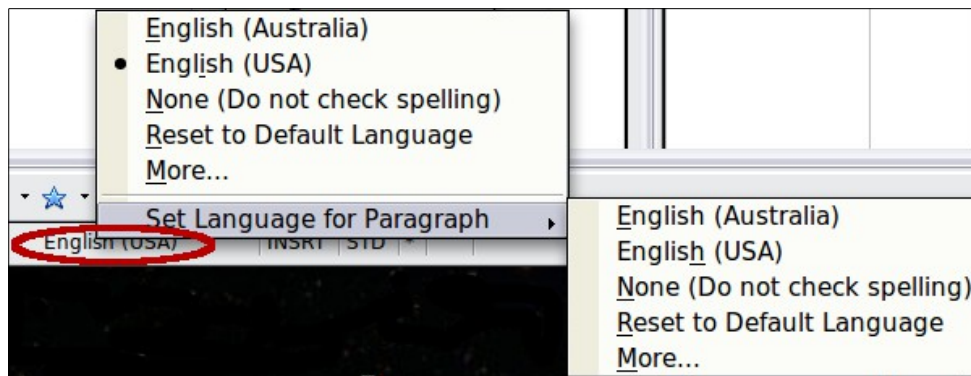 English (Australia)
English (USA)
None (Do not check spelling)
Reset to Default Language
More...
Set Language for Paragraph
English (USA) INSRT STD *
English (Australia)
English (USA)
None (Do not check spelling)
Reset to Default Language
More...